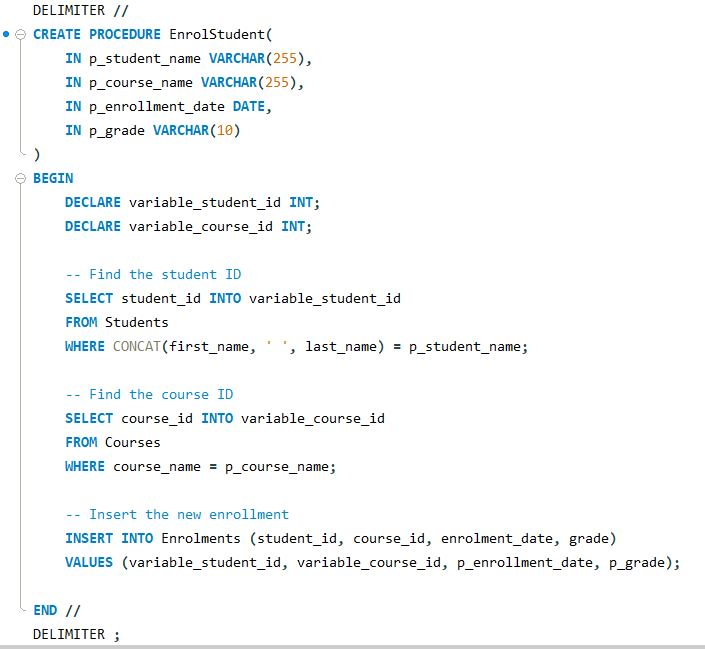 DELIMITER //
CREATE PROCEDURE EnrolStudent(
    IN p_student_name VARCHAR(255),
    IN p_course_name VARCHAR(255),
    IN p_enrollment_date DATE,
    IN p_grade VARCHAR(10)
)
BEGIN
    DECLARE variable_student_id INT;
    DECLARE variable_course_id INT;

    -- Find the student ID
    SELECT student_id INTO variable_student_id
    FROM Students
    WHERE CONCAT(first_name, ' ', last_name) = p_student_name;

    -- Find the course ID
    SELECT course_id INTO variable_course_id
    FROM Courses
    WHERE course_name = p_course_name;

    -- Insert the new enrollment
    INSERT INTO Enrolments (student_id, course_id, enrolment_date, grade)
    VALUES (variable_student_id, variable_course_id, p_enrollment_date, p_grade);

END //
DELIMITER ;